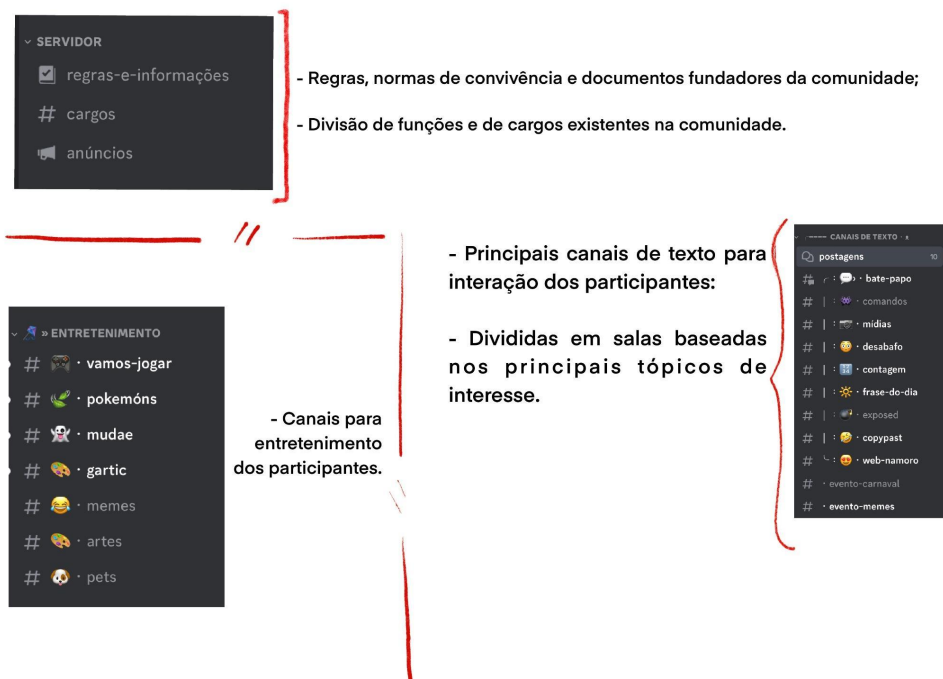 SERVIDOR
regras-e-informações
# cargos
anúncios
- Regras, normas de convivência e documentos fundadores da comunidade;
- Divisão de funções e de cargos existentes na comunidade.
» ENTRETENIMENTO
# · vamos-jogar
# · pokemóns
# · mudae
# · gartic
# · memes
# · artes
# · pets
- Canais para
entretenimento
dos participantes.
- Principais canais de texto para
interação dos participantes:
- Divididas em salas baseadas
nos principais tópicos de
interesse.
CANAIS DE TEXTO ·
postagens 10
# : · bate-papo
# | : · comandos
# | : · mídias
# | : · desabafo
# | : · contagem
# | : · frase-do-dia
# | : · exposed
# | : · copypast
# : · web-namoro
# · evento-carnaval
# · evento-memes